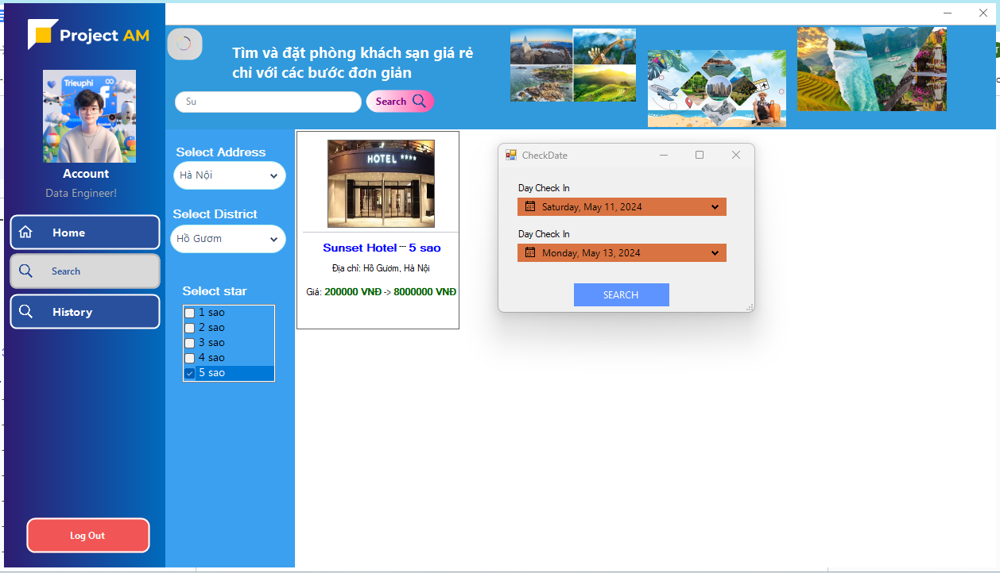 Project AM
Trieuphi
Account
Data Engineer!
Home
Search
History
Log Out
Tìm và đặt phòng khách sạn giá rẻ
chỉ với các bước đơn giản
Su
Search
Select Address
Hà Nội
Select District
Hồ Gươm
Select star
1 sao
2 sao
3 sao
4 sao
5 sao
HOTEL ****
Sunset Hotel -- 5 sao
Địa chỉ: Hồ Gươm, Hà Nội
Giá: 200000 VNĐ -> 8000000 VNĐ
CheckDate
Day Check In
Saturday, May 11, 2024
Day Check In
Monday, May 13, 2024
SEARCH